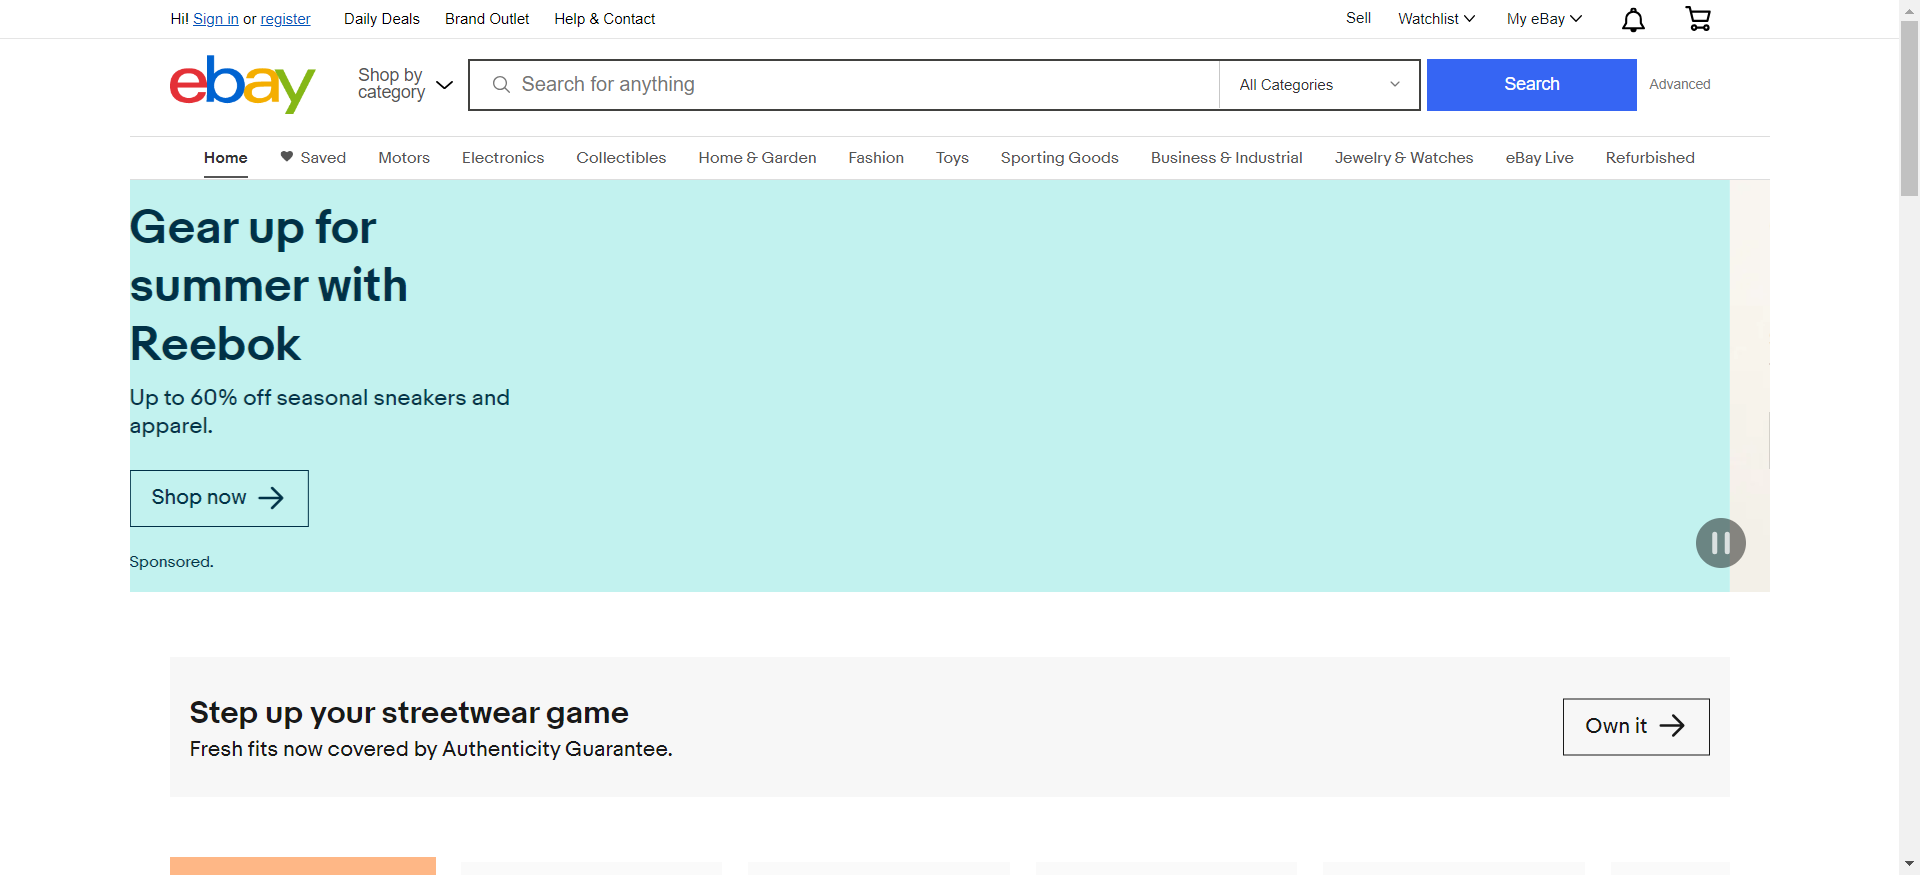 Hi! Sign in or register Daily Deals Brand Outlet Help & Contact Sell Watchlist My eBay
ebay Shop by category Search for anything All Categories Search Advanced
Home Saved Motors Electronics Collectibles Home & Garden Fashion Toys Sporting Goods Business & Industrial Jewelry & Watches eBay Live Refurbished
Gear up for
summer with
Reebok
Up to 60% off seasonal sneakers and
apparel.
Shop now
Sponsored.
Step up your streetwear game
Fresh fits now covered by Authenticity Guarantee.
Own it